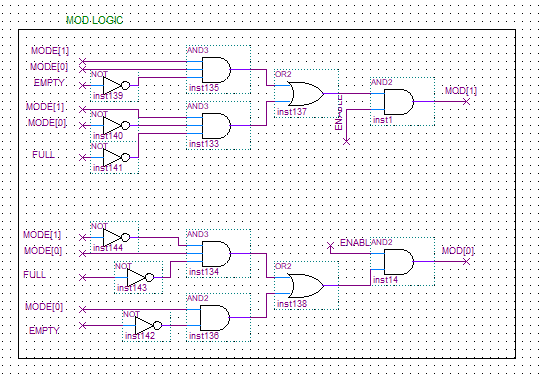 MOD LOGIC
MODE[1]
MODE[0]
EMPTY
NOT
inst139
AND3
inst135
MODE[1]
MODE[0]
NOT
inst140
FULL
NOT
inst141
AND3
inst133
OR2
inst137
ENABLE
AND2
inst1
MOD[1]
MODE[1]
NOT
inst144
MODE[0]
FULL
NOT
inst143
AND3
inst134
MODE[0]
EMPTY
NOT
inst142
AND2
inst136
OR2
inst138
ENABL
AND2
inst14
MOD[0]